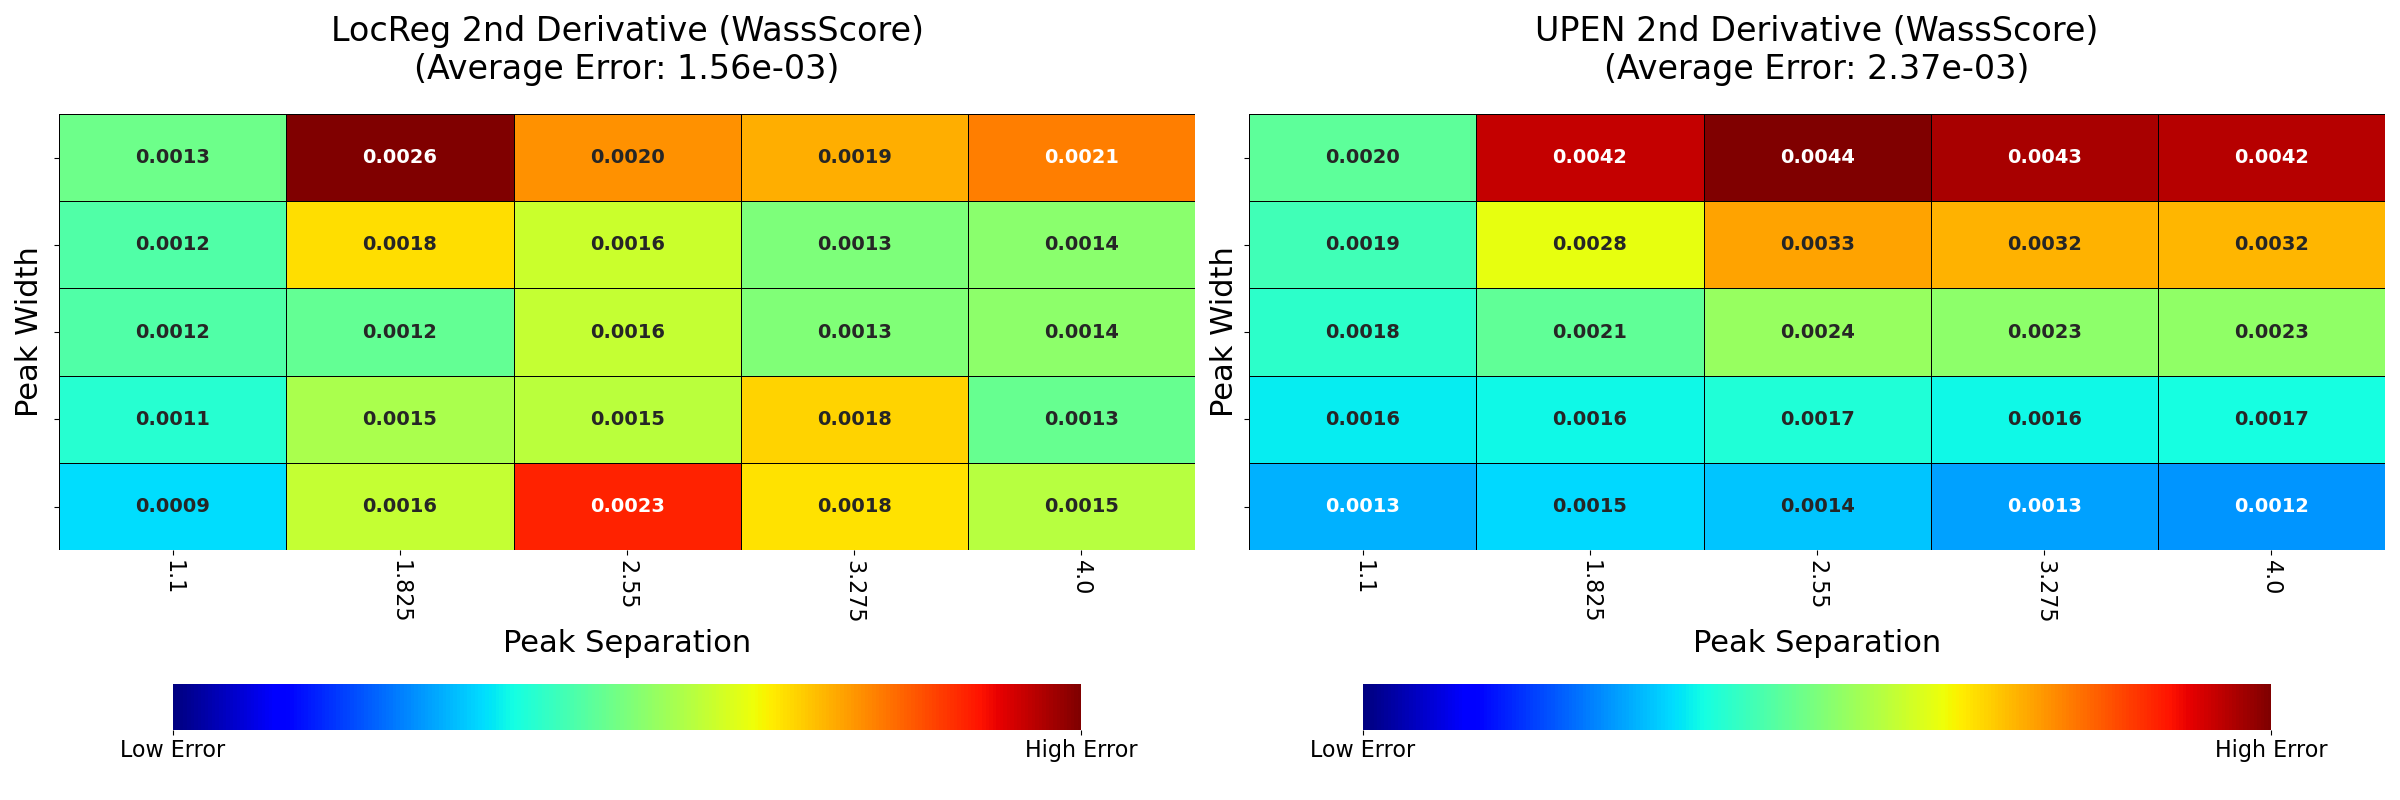 LocReg 2nd Derivative (WassScore)
(Average Error: 1.56e-03)
Peak Width
0.0013 0.0026 0.0020 0.0019 0.0021
0.0012 0.0018 0.0016 0.0013 0.0014
0.0012 0.0012 0.0016 0.0013 0.0014
0.0011 0.0015 0.0015 0.0018 0.0013
0.0009 0.0016 0.0023 0.0018 0.0015
1.1 1.825 2.55 3.275 4.0
Peak Separation
Low Error High Error
UPEN 2nd Derivative (WassScore)
(Average Error: 2.37e-03)
Peak Width
0.0020 0.0042 0.0044 0.0043 0.0042
0.0019 0.0028 0.0033 0.0032 0.0032
0.0018 0.0021 0.0024 0.0023 0.0023
0.0016 0.0016 0.0017 0.0016 0.0017
0.0013 0.0015 0.0014 0.0013 0.0012
1.1 1.825 2.55 3.275 4.0
Peak Separation
Low Error High Error